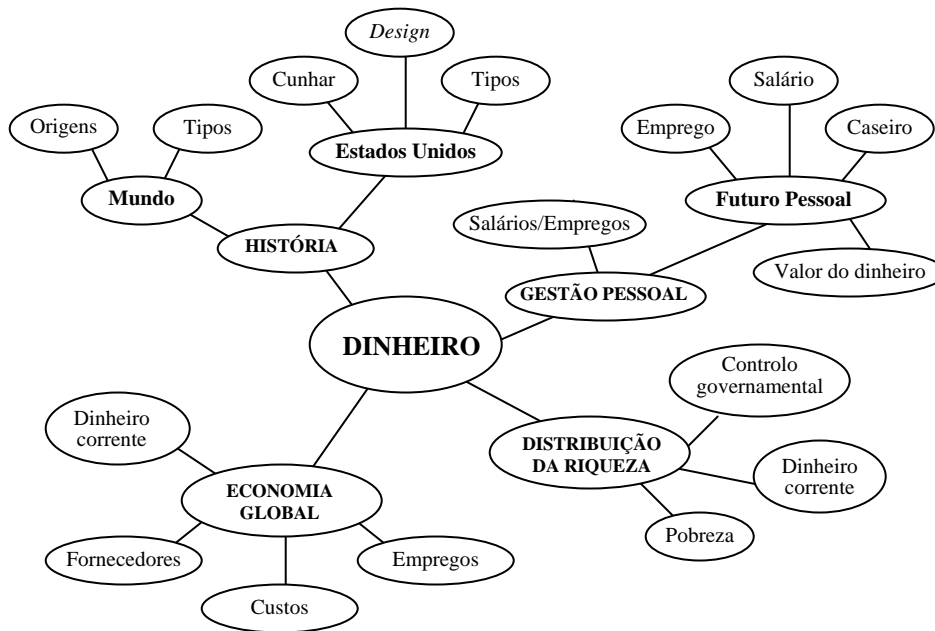 Design
Cunhar
Tipos
Estados Unidos
Origens
Tipos
Mundo
HISTÓRIA
Salário
Emprego
Caseiro
Futuro Pessoal
Salários/Empregos
Valor do dinheiro
GESTÃO PESSOAL
DINHEIRO
Controlo
governamental
DISTRIBUIÇÃO
DA RIQUEZA
Dinheiro
corrente
Pobreza
Dinheiro
corrente
ECONOMIA
GLOBAL
Fornecedores
Empregos
Custos